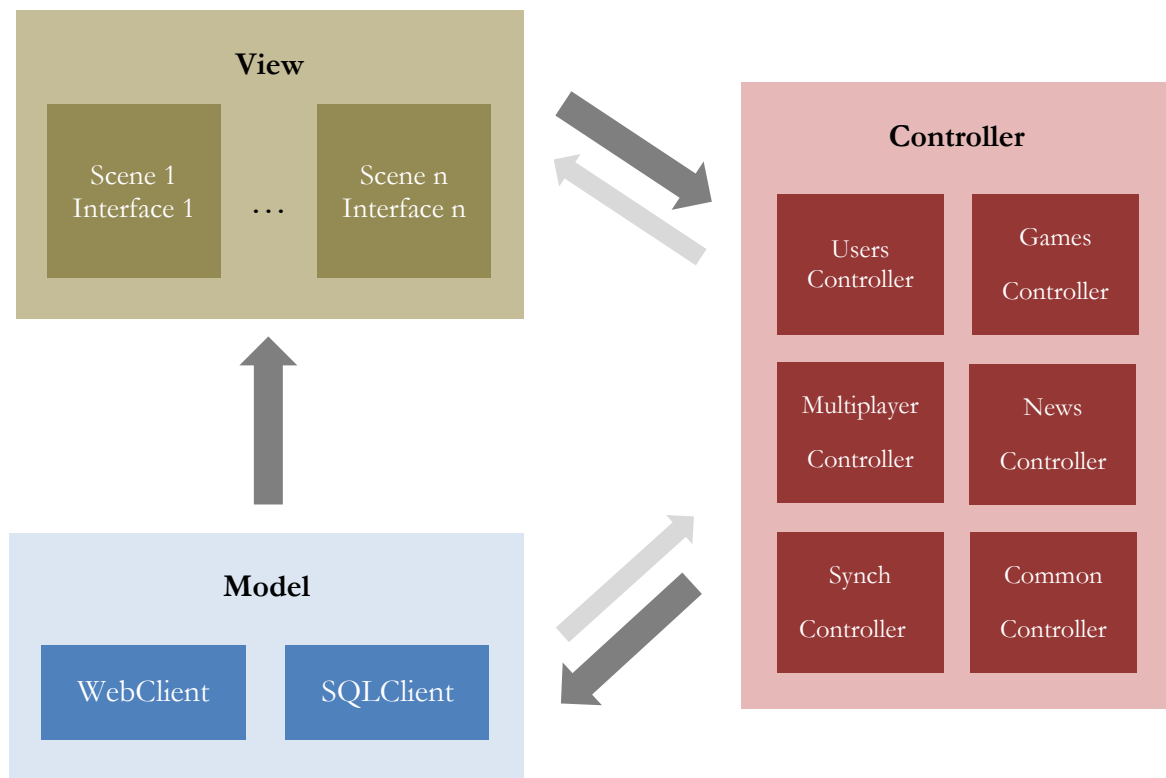 View
Scene 1
Interface 1
…
Scene n
Interface n
Controller
Users
Controller
Games
Controller
Multiplayer
Controller
News
Controller
Synch
Controller
Common
Controller
Model
WebClient
SQLClient